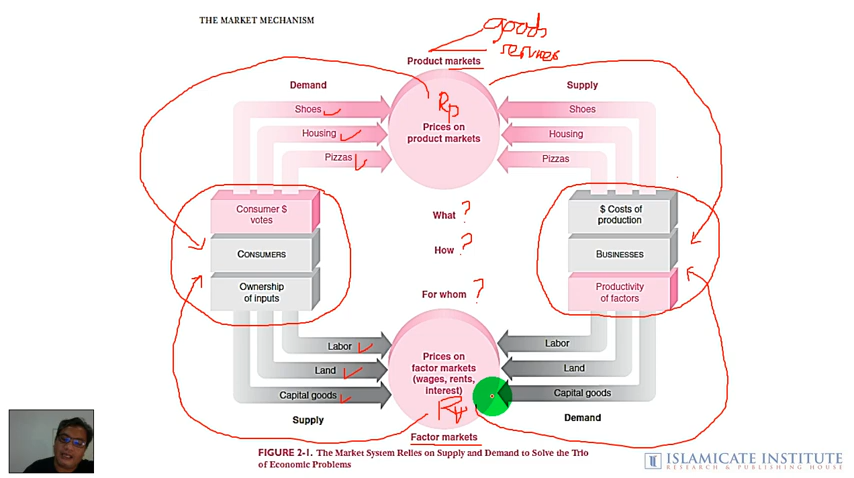 THE MARKET MECHANISM
goods
services
Product markets
Demand
Supply
Shoes
Shoes
Rp
Housing
Prices on
product markets
Housing
Pizzas
Pizzas
Consumer $
votes
What ?
$ Costs of
production
CONSUMERS
How ?
BUSINESSES
Ownership
of inputs
For whom ?
Productivity
of factors
Labor
Labor
Land
Prices on
factor markets
(wages, rents,
interest)
Land
Capital goods
Capital goods
Rp
Supply
Demand
Factor markets
FIGURE 2-1. The Market System Relies on Supply and Demand to Solve the Trio
of Economic Problems
ISLAMICATE INSTITUTE
RESEARCH & PUBLISHING HOUSE